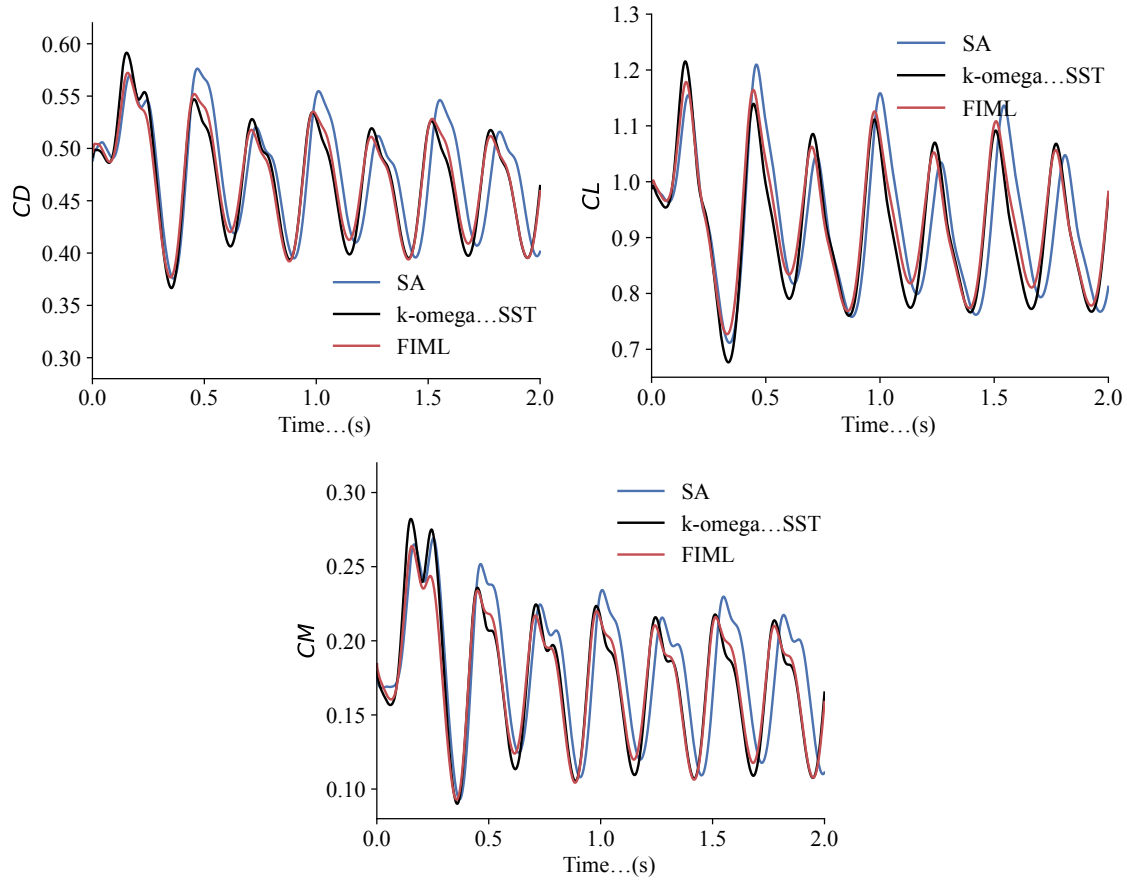 0.60
0.55
0.50
0.45
0.40
0.35
0.30
CD
SA
k-omega…SST
FIML
0.0
0.5
1.0
1.5
2.0
Time…(s)
1.3
1.2
1.1
1.0
0.9
0.8
0.7
CL
SA
k-omega…SST
FIML
0.0
0.5
1.0
1.5
2.0
Time…(s)
0.30
0.25
0.20
0.15
0.10
CM
SA
k-omega…SST
FIML
0.0
0.5
1.0
1.5
2.0
Time…(s)